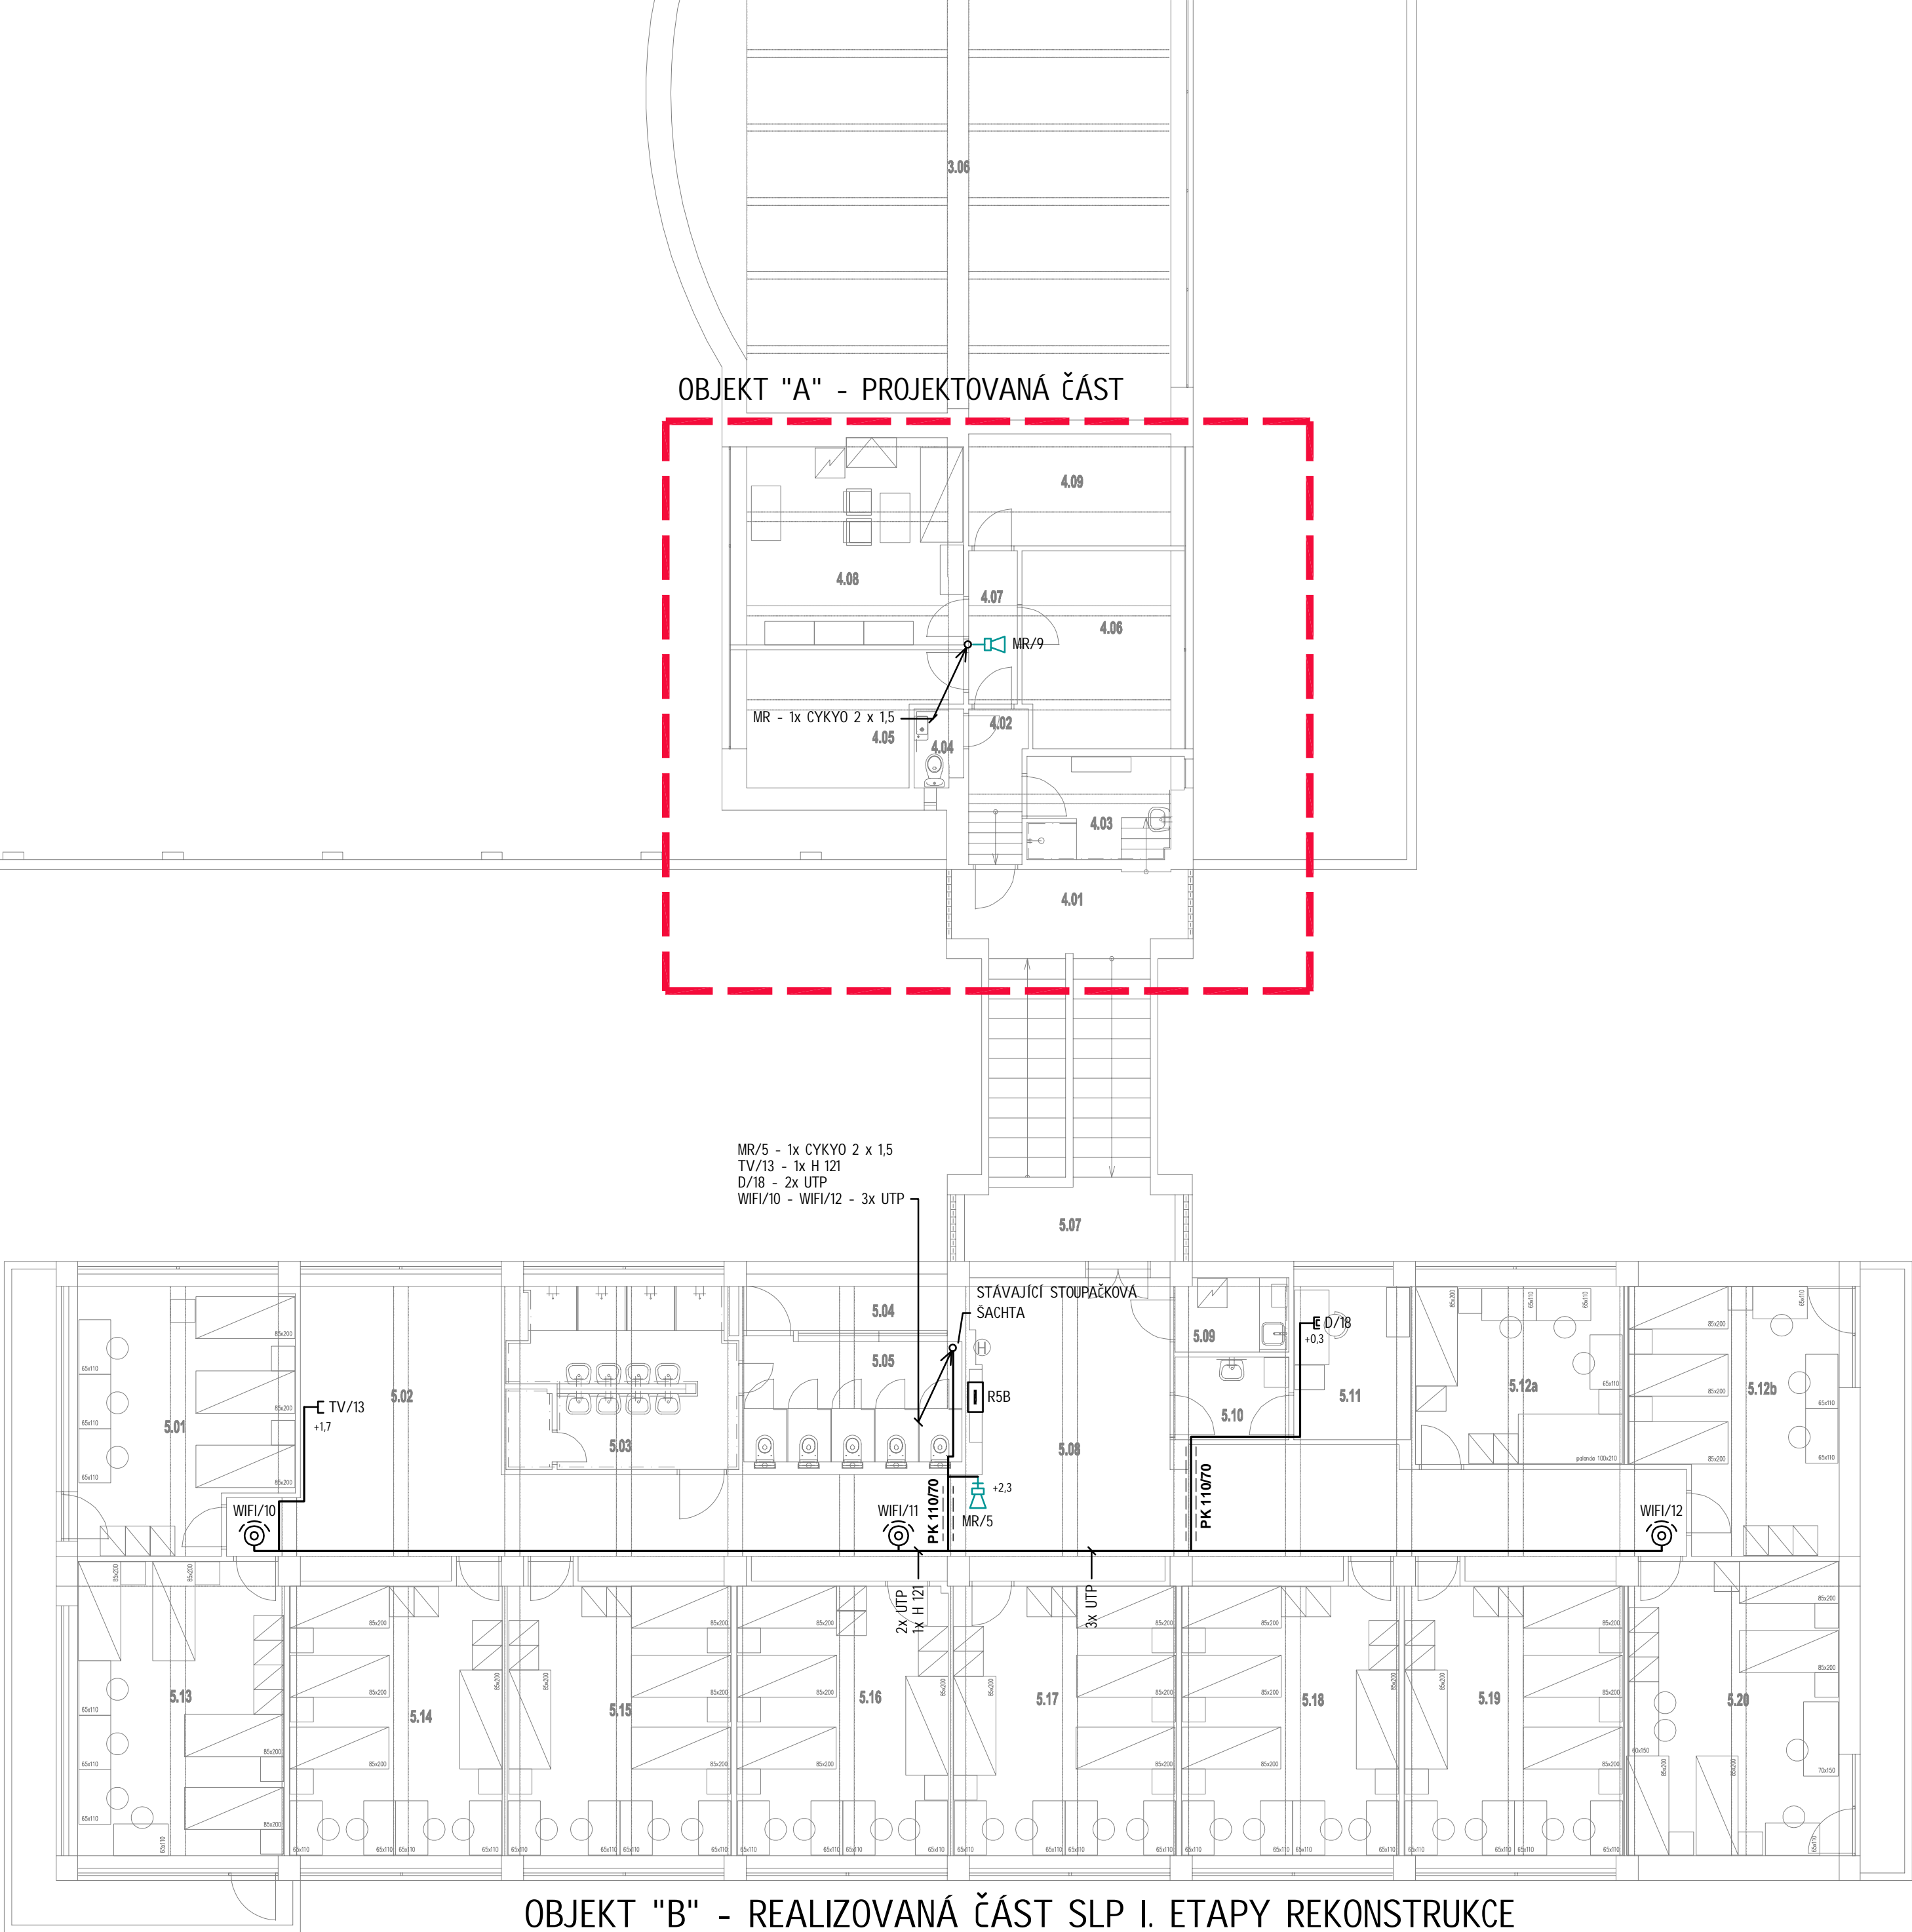 3.06
OBJEKT "A" - PROJEKTOVANÁ ČÁST
4.09
4.08
4.07
4.06
MR/9
MR - 1x CYKYO 2 x 1,5
4.02
4.05
4.04
4.03
4.01
MR/5 - 1x CYKYO 2 x 1,5
TV/13 - 1x H 121
D/18 - 2x UTP
WIFI/10 - WIFI/12 - 3x UTP
5.07
STÁVAJÍCÍ STOUPAČKOVÁ
ŠACHTA
5.04
5.05
H
R5B
5.09
D/18
+0,3
5.10
5.11
5.12a
5.12b
palanda 100x210
5.01
TV/13
+1,7
5.02
5.03
5.08
WIFI/10
WIFI/11
PK 110/70
+2,3
MR/5
PK 110/70
WIFI/12
2x UTP
1x H 121
3x UTP
5.13
5.14
5.15
5.16
5.17
5.18
5.19
5.20
60x150
70x150
85x200
65x110
OBJEKT "B" - REALIZOVANÁ ČÁST SLP I. ETAPY REKONSTRUKCE